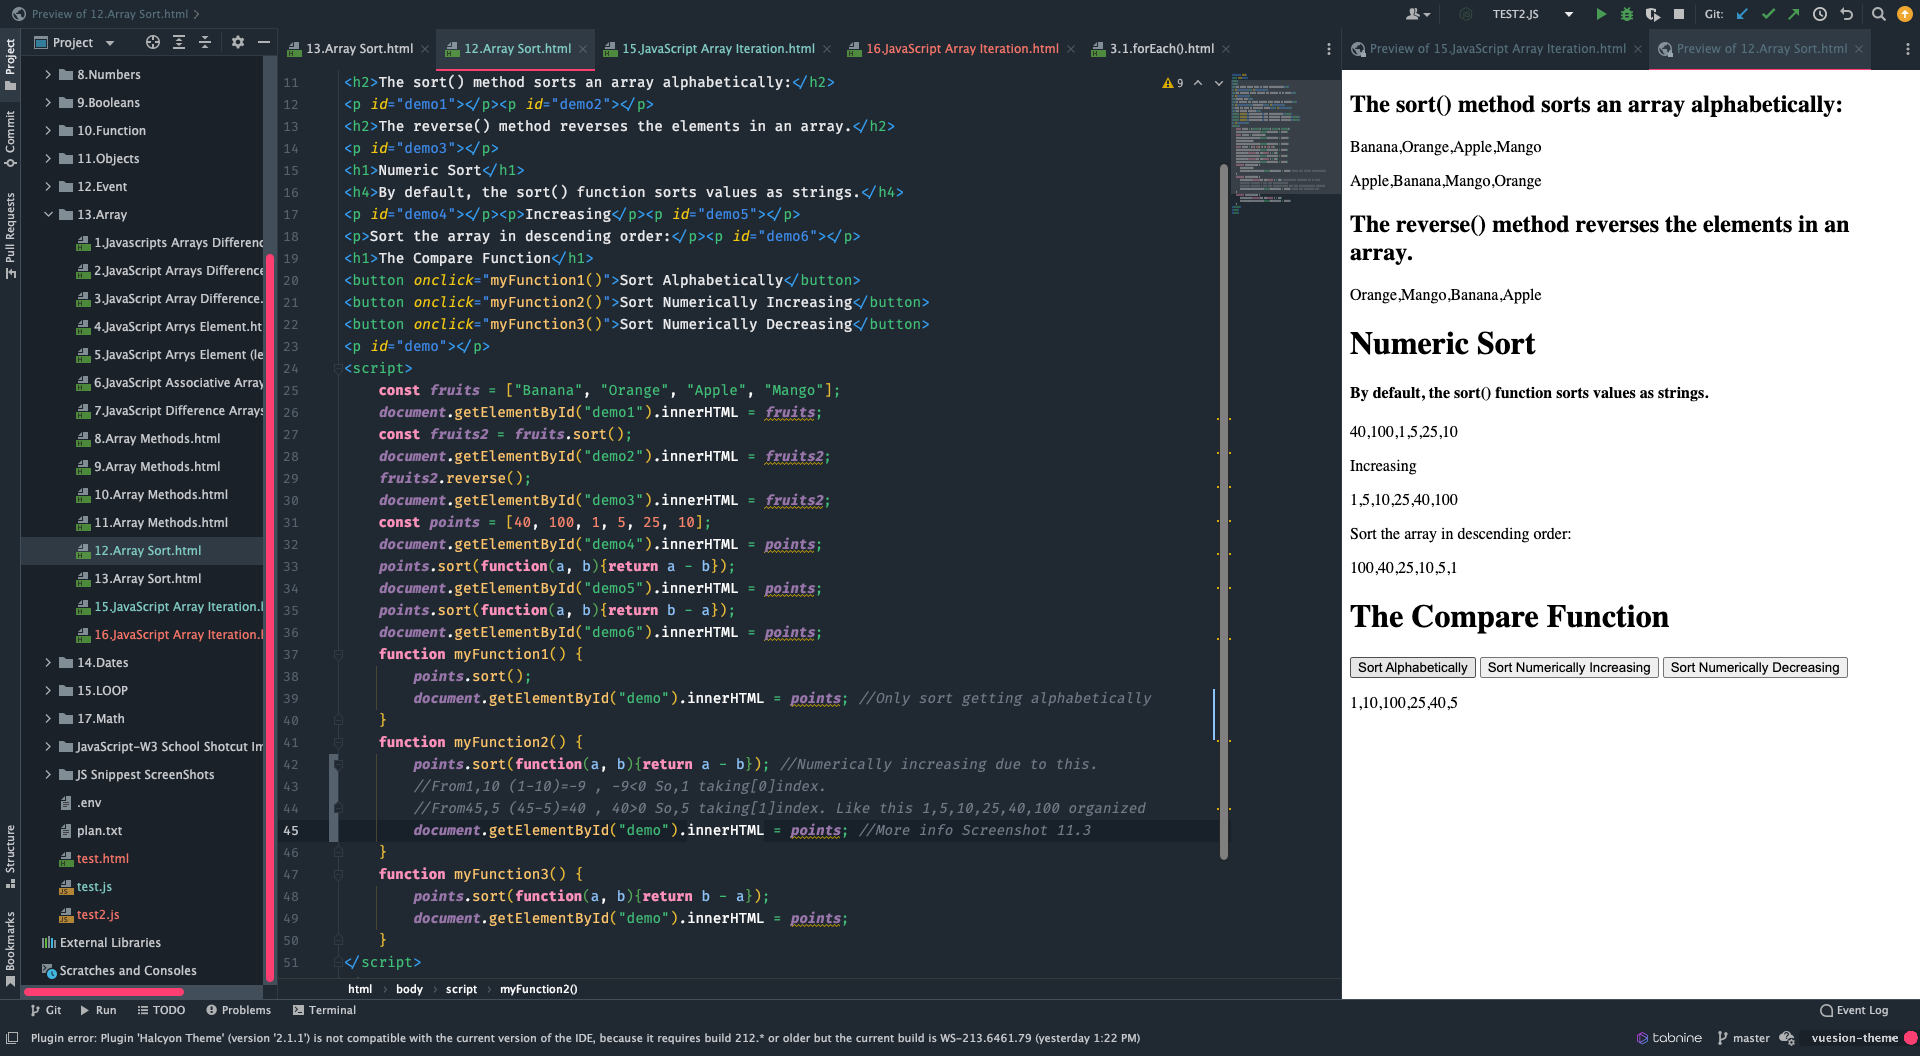 Preview of 12.Array Sort.html
TEST2.JS
Git:
Project
13.Array Sort.html
12.Array Sort.html
15.JavaScript Array Iteration.html
16.JavaScript Array Iteration.html
3.1.forEach().html
Preview of 15.JavaScript Array Iteration.html
Preview of 12.Array Sort.html
Project
Commit
Pull Requests
Structure
Bookmarks
8.Numbers
9.Booleans
10.Function
11.Objects
12.Event
13.Array
1.Javascripts Arrays Differenc
2.JavaScript Arrays Difference
3.JavaScript Array Difference.
4.JavaScript Arrys Element.ht
5.JavaScript Arrys Element (le
6.JavaScript Associative Array
7.JavaScript Difference Arrays
8.Array Methods.html
9.Array Methods.html
10.Array Methods.html
11.Array Methods.html
12.Array Sort.html
13.Array Sort.html
15.JavaScript Array Iteration.l
16.JavaScript Array Iteration.l
14.Dates
15.LOOP
17.Math
JavaScript-W3 School Shotcut Im
JS Snippest ScreenShots
.env
plan.txt
test.html
test.js
test2.js
External Libraries
Scratches and Consoles
9
11 <h2>The sort() method sorts an array alphabetically:</h2>
12 <p id="demo1"></p><p id="demo2"></p>
13 <h2>The reverse() method reverses the elements in an array.</h2>
14 <p id="demo3"></p>
15 <h1>Numeric Sort</h1>
16 <h4>By default, the sort() function sorts values as strings.</h4>
17 <p id="demo4"></p><p>Increasing</p><p id="demo5"></p>
18 <p>Sort the array in descending order:</p><p id="demo6"></p>
19 <h1>The Compare Function</h1>
20 <button onclick="myFunction1()">Sort Alphabetically</button>
21 <button onclick="myFunction2()">Sort Numerically Increasing</button>
22 <button onclick="myFunction3()">Sort Numerically Decreasing</button>
23 <p id="demo"></p>
24 <script>
25 const fruits = ["Banana", "Orange", "Apple", "Mango"];
26 document.getElementById("demo1").innerHTML = fruits;
27 const fruits2 = fruits.sort();
28 document.getElementById("demo2").innerHTML = fruits2;
29 fruits2.reverse();
30 document.getElementById("demo3").innerHTML = fruits2;
31 const points = [40, 100, 1, 5, 25, 10];
32 document.getElementById("demo4").innerHTML = points;
33 points.sort(function(a, b){return a - b});
34 document.getElementById("demo5").innerHTML = points;
35 points.sort(function(a, b){return b - a});
36 document.getElementById("demo6").innerHTML = points;
37 function myFunction1() {
38 points.sort();
39 document.getElementById("demo").innerHTML = points; //Only sort getting alphabetically
40 }
41 function myFunction2() {
42 points.sort(function(a, b){return a - b}); //Numerically increasing due to this.
43 //From1,10 (1-10)=-9 , -9<0 So,1 taking[0]index.
44 //From45,5 (45-5)=40 , 40>0 So,5 taking[1]index. Like this 1,5,10,25,40,100 organized
45 document.getElementById("demo").innerHTML = points; //More info Screenshot 11.3
46 }
47 function myFunction3() {
48 points.sort(function(a, b){return b - a});
49 document.getElementById("demo").innerHTML = points;
50 }
51 </script>
html body script myFunction2()
The sort() method sorts an array alphabetically:
Banana,Orange,Apple,Mango
Apple,Banana,Mango,Orange
The reverse() method reverses the elements in an
array.
Orange,Mango,Banana,Apple
Numeric Sort
By default, the sort() function sorts values as strings.
40,100,1,5,25,10
Increasing
1,5,10,25,40,100
Sort the array in descending order:
100,40,25,10,5,1
The Compare Function
Sort Alphabetically Sort Numerically Increasing Sort Numerically Decreasing
1,10,100,25,40,5
Git Run TODO Problems Terminal
Event Log
Plugin error: Plugin 'Halcyon Theme' (version '2.1.1') is not compatible with the current version of the IDE, because it requires build 212.* or older but the current build is WS-213.6461.79 (yesterday 1:22 PM)
tabnine master vuesion-theme